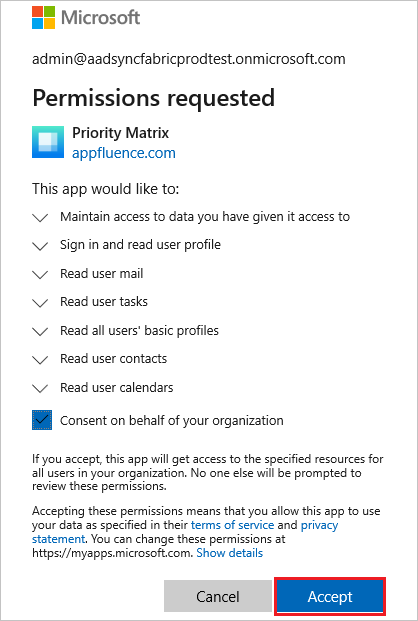 Microsoft
admin@aadsyncfabricprodtest.onmicrosoft.com
Permissions requested
Priority Matrix
appfluence.com
This app would like to:
Maintain access to data you have given it access to
Sign in and read user profile
Read user mail
Read user tasks
Read all users' basic profiles
Read user contacts
Read user calendars
Consent on behalf of your organization
If you accept, this app will get access to the specified resources for
all users in your organization. No one else will be prompted to
review these permissions.
Accepting these permissions means that you allow this app to use
your data as specified in their terms of service and privacy
statement. You can change these permissions at
https://myapps.microsoft.com. Show details
Cancel
Accept